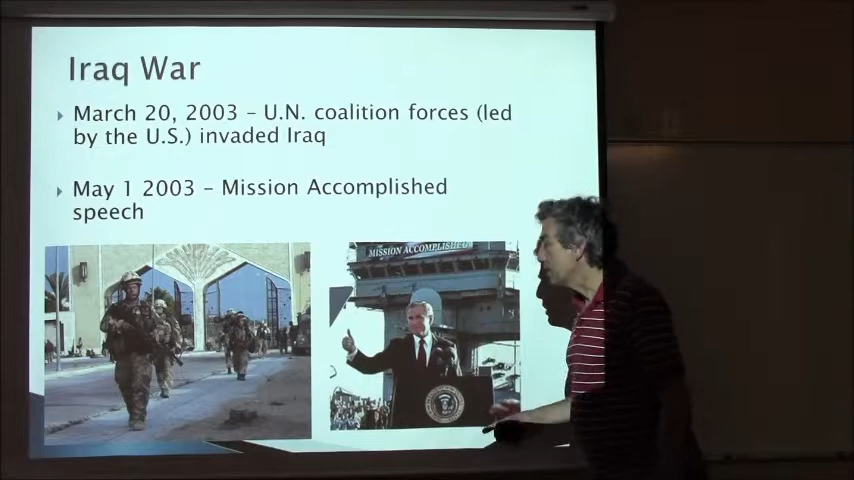 Iraq War
March 20, 2003 – U.N. coalition forces (led
by the U.S.) invaded Iraq
May 1 2003 – Mission Accomplished
speech
MISSION ACCOMPLISHED